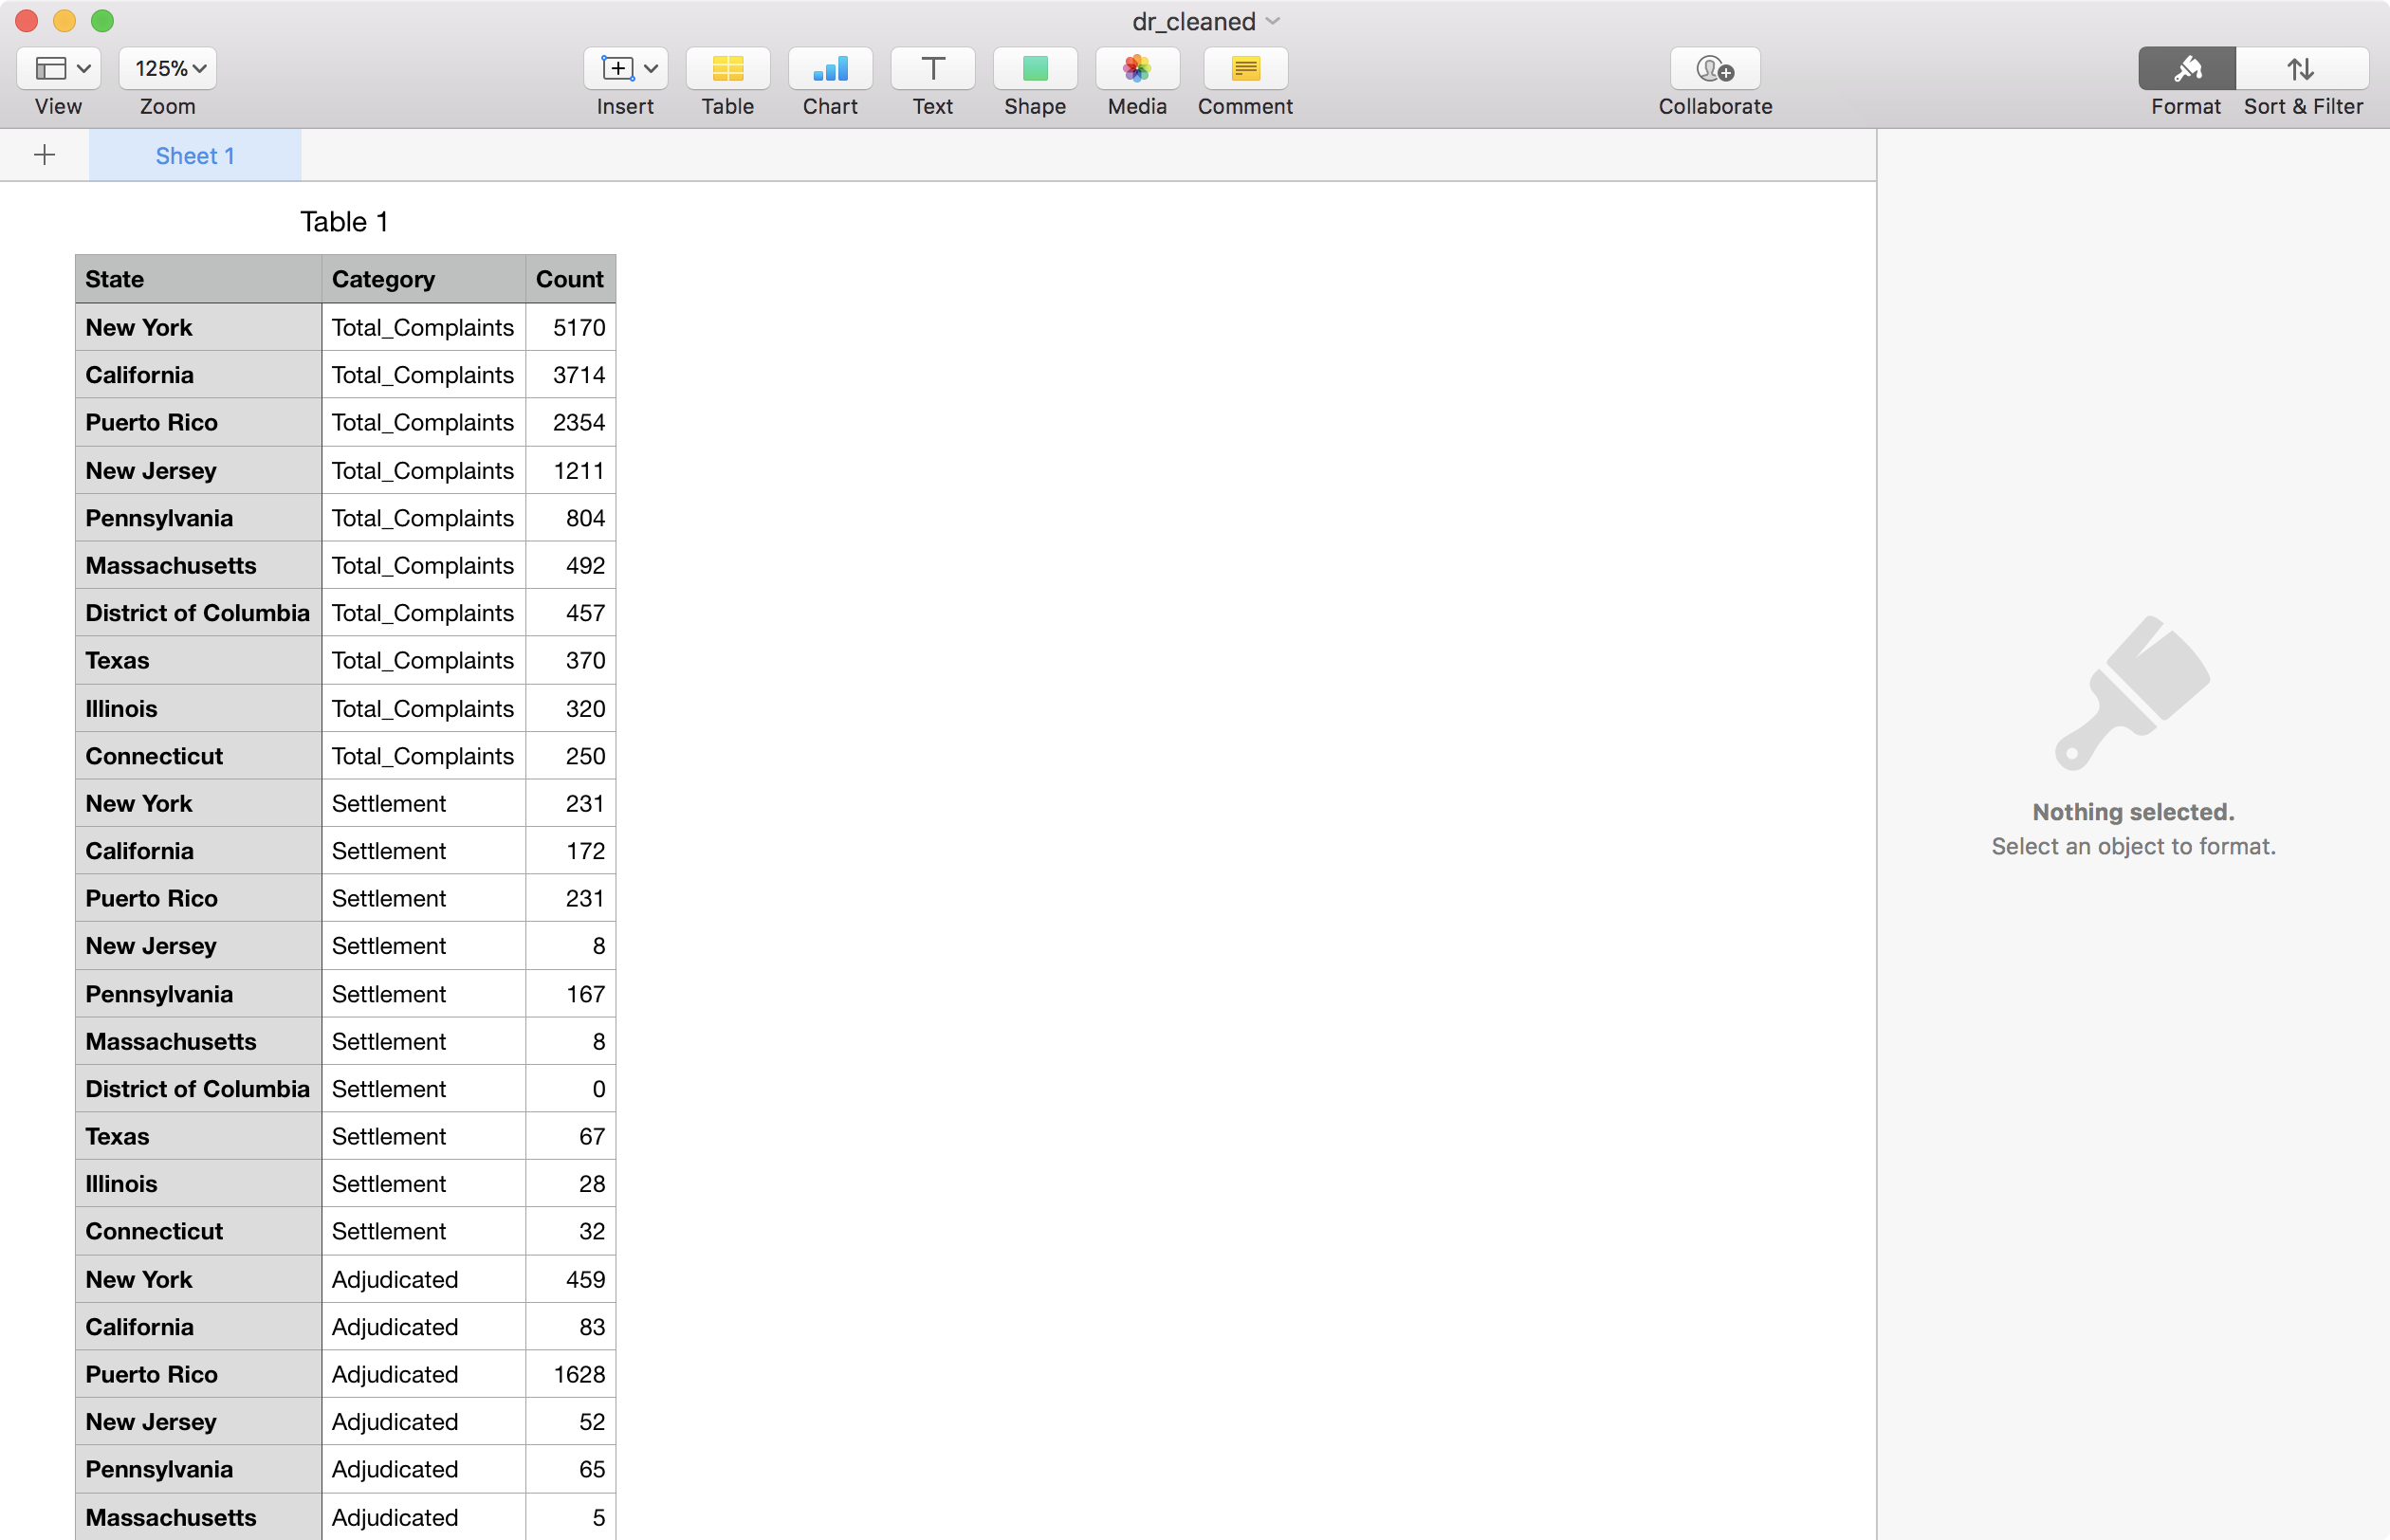 dr_cleaned
125%
View Zoom Insert Table Chart Text Shape Media Comment Collaborate Format Sort & Filter
Sheet 1
Table 1
State Category Count
New York Total_Complaints 5170
California Total_Complaints 3714
Puerto Rico Total_Complaints 2354
New Jersey Total_Complaints 1211
Pennsylvania Total_Complaints 804
Massachusetts Total_Complaints 492
District of Columbia Total_Complaints 457
Texas Total_Complaints 370
Illinois Total_Complaints 320
Connecticut Total_Complaints 250
New York Settlement 231
California Settlement 172
Puerto Rico Settlement 231
New Jersey Settlement 8
Pennsylvania Settlement 167
Massachusetts Settlement 8
District of Columbia Settlement 0
Texas Settlement 67
Illinois Settlement 28
Connecticut Settlement 32
New York Adjudicated 459
California Adjudicated 83
Puerto Rico Adjudicated 1628
New Jersey Adjudicated 52
Pennsylvania Adjudicated 65
Massachusetts Adjudicated 5
Nothing selected.
Select an object to format.